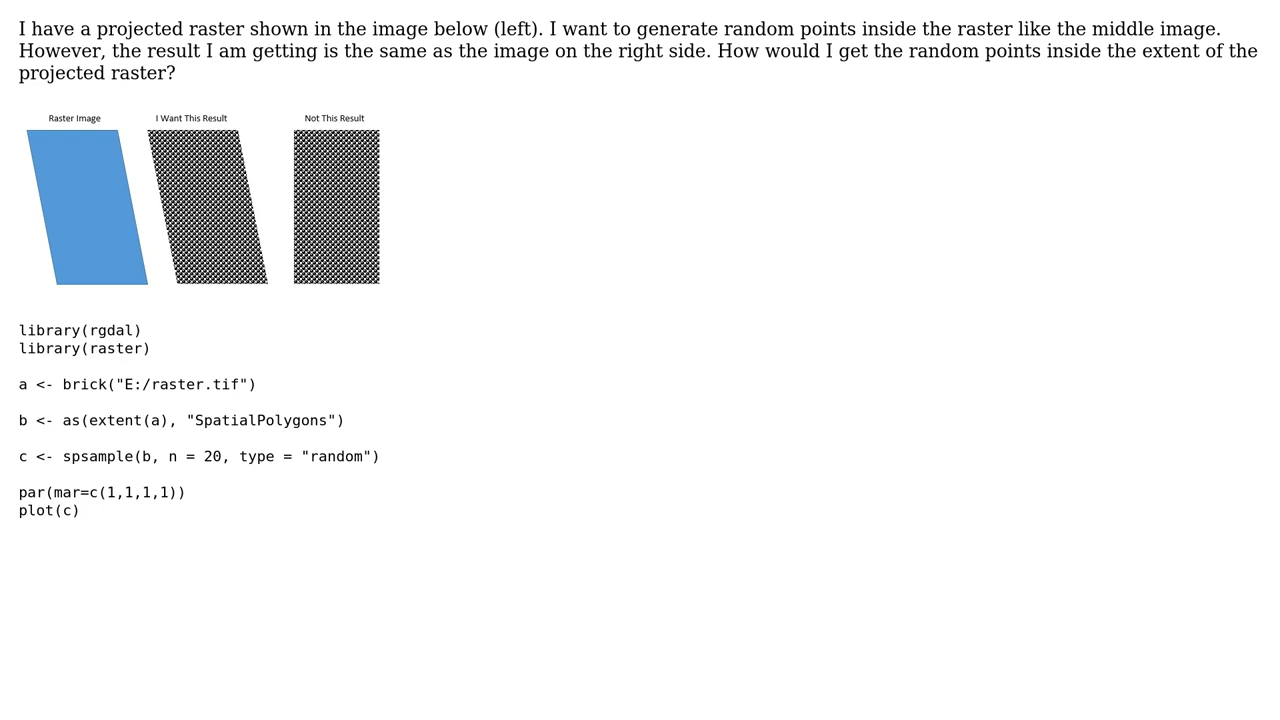 I have a projected raster shown in the image below (left). I want to generate random points inside the raster like the middle image.
However, the result I am getting is the same as the image on the right side. How would I get the random points inside the extent of the
projected raster?
Raster Image
I Want This Result
Not This Result
library(rgdal)
library(raster)
a <- brick("E:/raster.tif")
b <- as(extent(a), "SpatialPolygons")
c <- spsample(b, n = 20, type = "random")
par(mar=c(1,1,1,1))
plot(c)